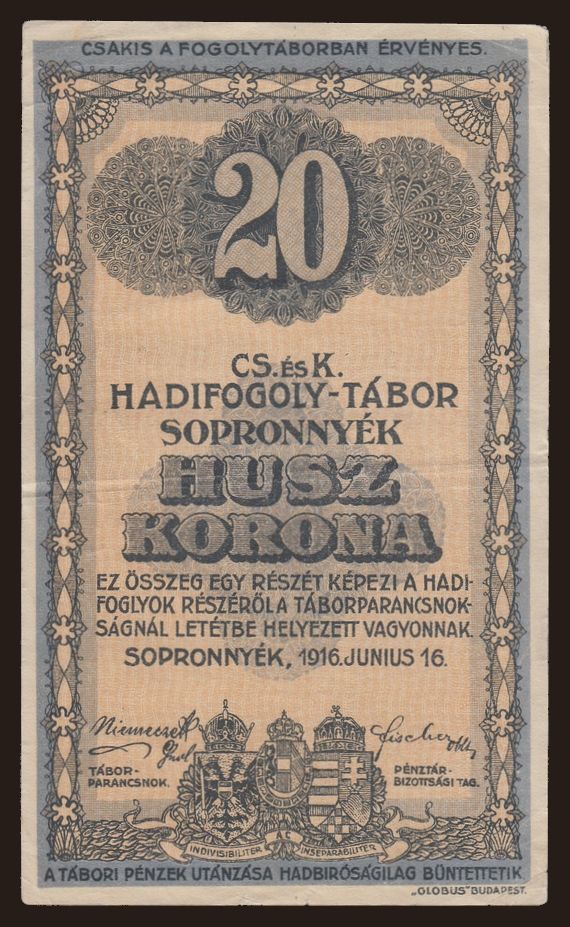 CSAKIS A FOGOLYTÁBORBAN ÉRVÉNYES.
20
CS. ÉS K.
HADIFOGOLY-TÁBOR
SOPRONNYÉK
HUSZ
KORONA
EZ ÖSSZEG EGY RÉSZÉT KÉPEZI A HADI-
FOGLYOK RÉSZÉRŐL A TÁBORPARANCSNOK-
SÁGNÁL LETÉTBE HELYEZETT VAGYONNAK.
SOPRONNYÉK, 1916. JUNIUS 16.
Fischer
TÁBOR-
PARANCSNOK.
PÉNZTÁR-
BIZOTTSÁGI TAG.
INDIVISIBILITER AC INSEPARABILITER
A TÁBORI PÉNZEK UTÁNZÁSA HADBIRÓSÁGILAG BÜNTETTETIK
„GLOBUS" BUDAPEST.